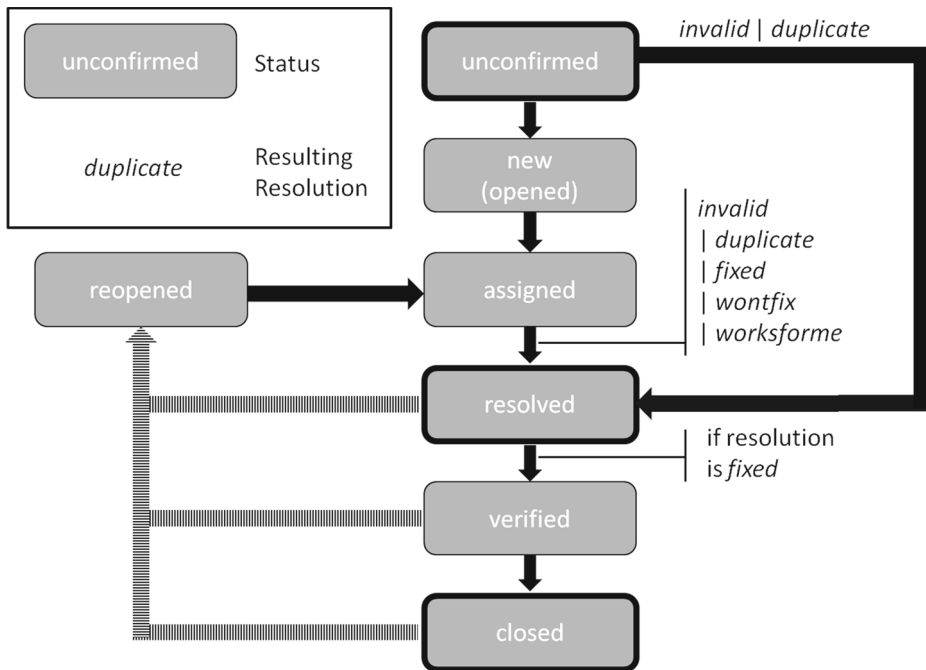 unconfirmed
Status
duplicate
Resulting
Resolution
unconfirmed
invalid | duplicate
new
(opened)
invalid
| duplicate
| fixed
| wontfix
| worksforme
reopened
assigned
resolved
if resolution
is fixed
verified
closed